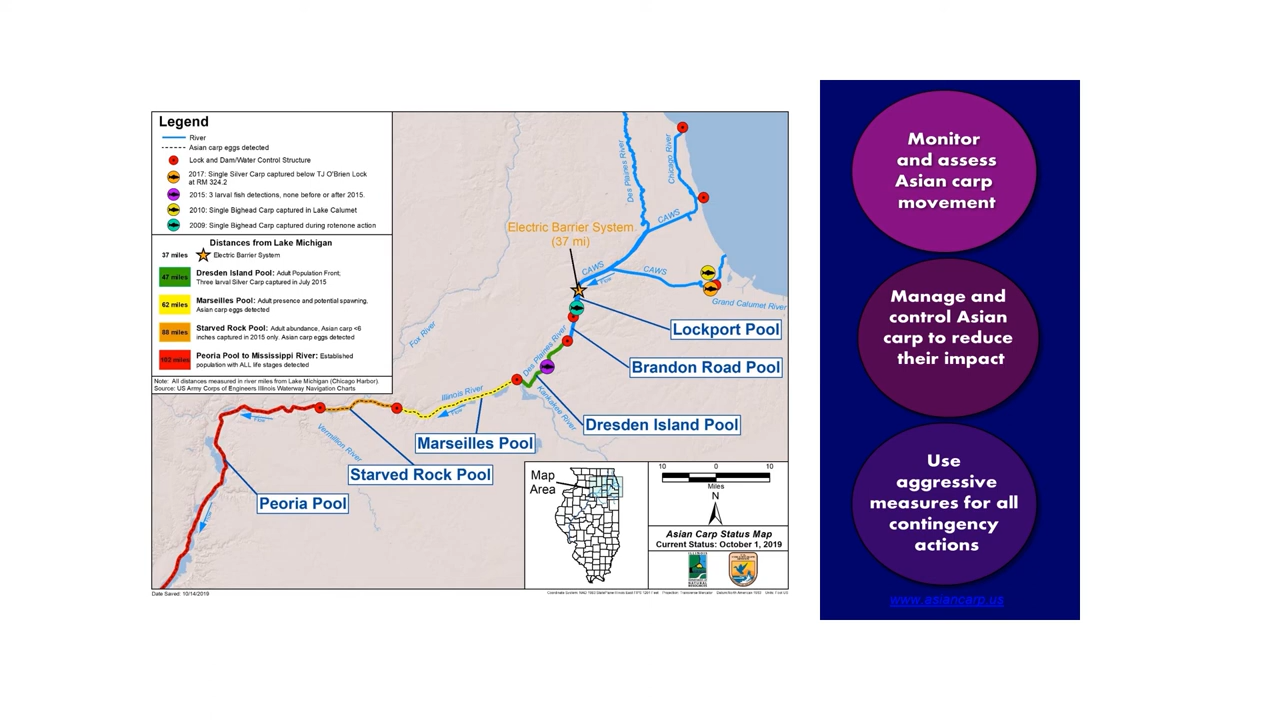 Legend
River
Asian carp eggs detected
Lock and Dam/Water Control Structure
2017: Single Silver Carp captured below TJ O'Brien Lock
at RM 324.2
2015: 3 larval fish detections, none before or after 2015.
2010: Single Bighead Carp captured in Lake Calumet
2009: Single Bighead Carp captured during rotenone action
Distances from Lake Michigan
37 miles Electric Barrier System
47 miles Dresden Island Pool: Adult Population Front,
Three larval Silver Carp captured in July 2015
62 miles Marseilles Pool: Adult presence and potential spawning,
Asian carp eggs detected
88 miles Starved Rock Pool: Adult abundance, Asian carp <6
inches captured in 2015 only. Asian carp eggs detected
102 miles Peoria Pool to Mississippi River: Established
population with ALL life stages detected
Note: All distances measured in river miles from Lake Michigan (Chicago Harbor).
Source: US Army Corps of Engineers Illinois Waterway Navigation Charts
Des Plaines River
Chicago River
CAWS
Electric Barrier System
(37 mi)
CAWS
CAWS
Flow
Grand Calumet River
Lockport Pool
Fox River
Des Plaines River
Brandon Road Pool
Illinois River
Flow
Kankakee River
Dresden Island Pool
Flow
Vermillion River
Marseilles Pool
Starved Rock Pool
Peoria Pool
Flow
Map
Area
10 0 10
Miles
N
Asian Carp Status Map
Current Status: October 1, 2019
Date Saved: 10/14/2019
Monitor
and assess
Asian carp
movement
Manage and
control Asian
carp to reduce
their impact
Use
aggressive
measures for all
contingency
actions
www.asiancarp.us